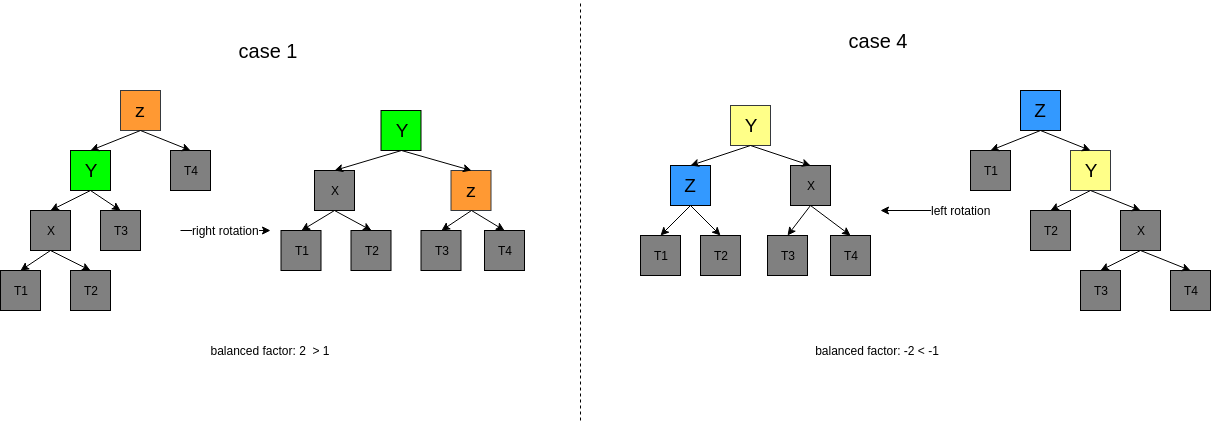 case 1
z
Y
T4
X
T3
T1
T2
right rotation
Y
X
z
T1
T2
T3
T4
balanced factor: 2 > 1
case 4
Y
Z
X
T1
T2
T3
T4
left rotation
Z
T1
Y
T2
X
T3
T4
balanced factor: -2 < -1